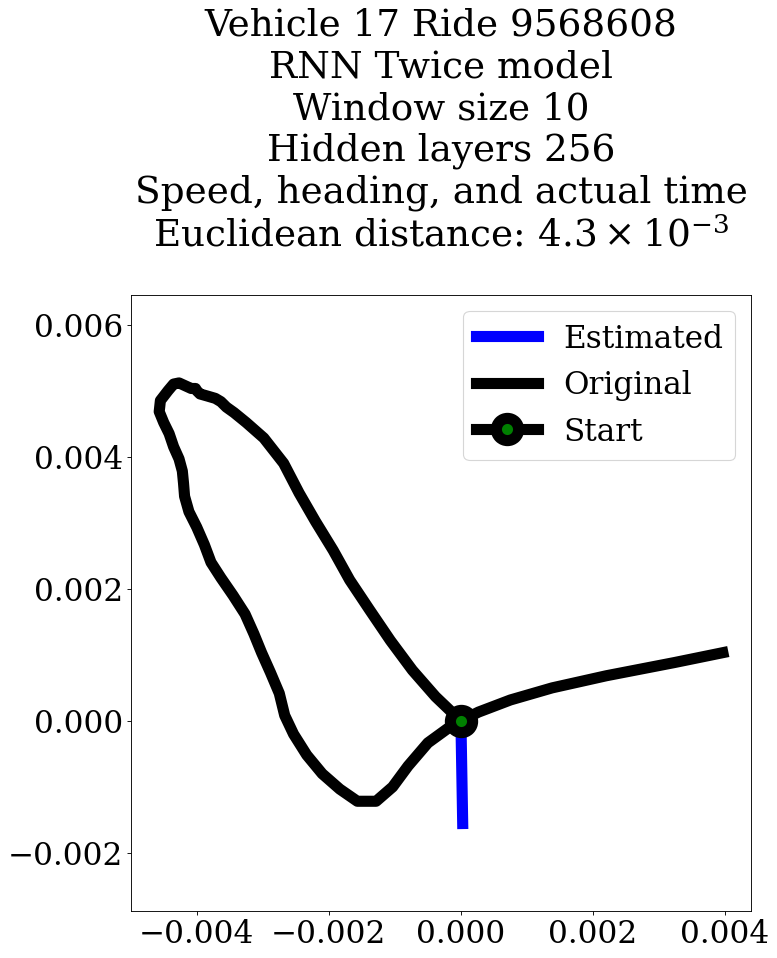 Vehicle 17 Ride 9568608
RNN Twice model
Window size 10
Hidden layers 256
Speed, heading, and actual time
Euclidean distance: 4.3 × 10⁻³
Estimated
Original
Start
0.006
0.004
0.002
0.000
−0.002
−0.004 −0.002 0.000 0.002 0.004